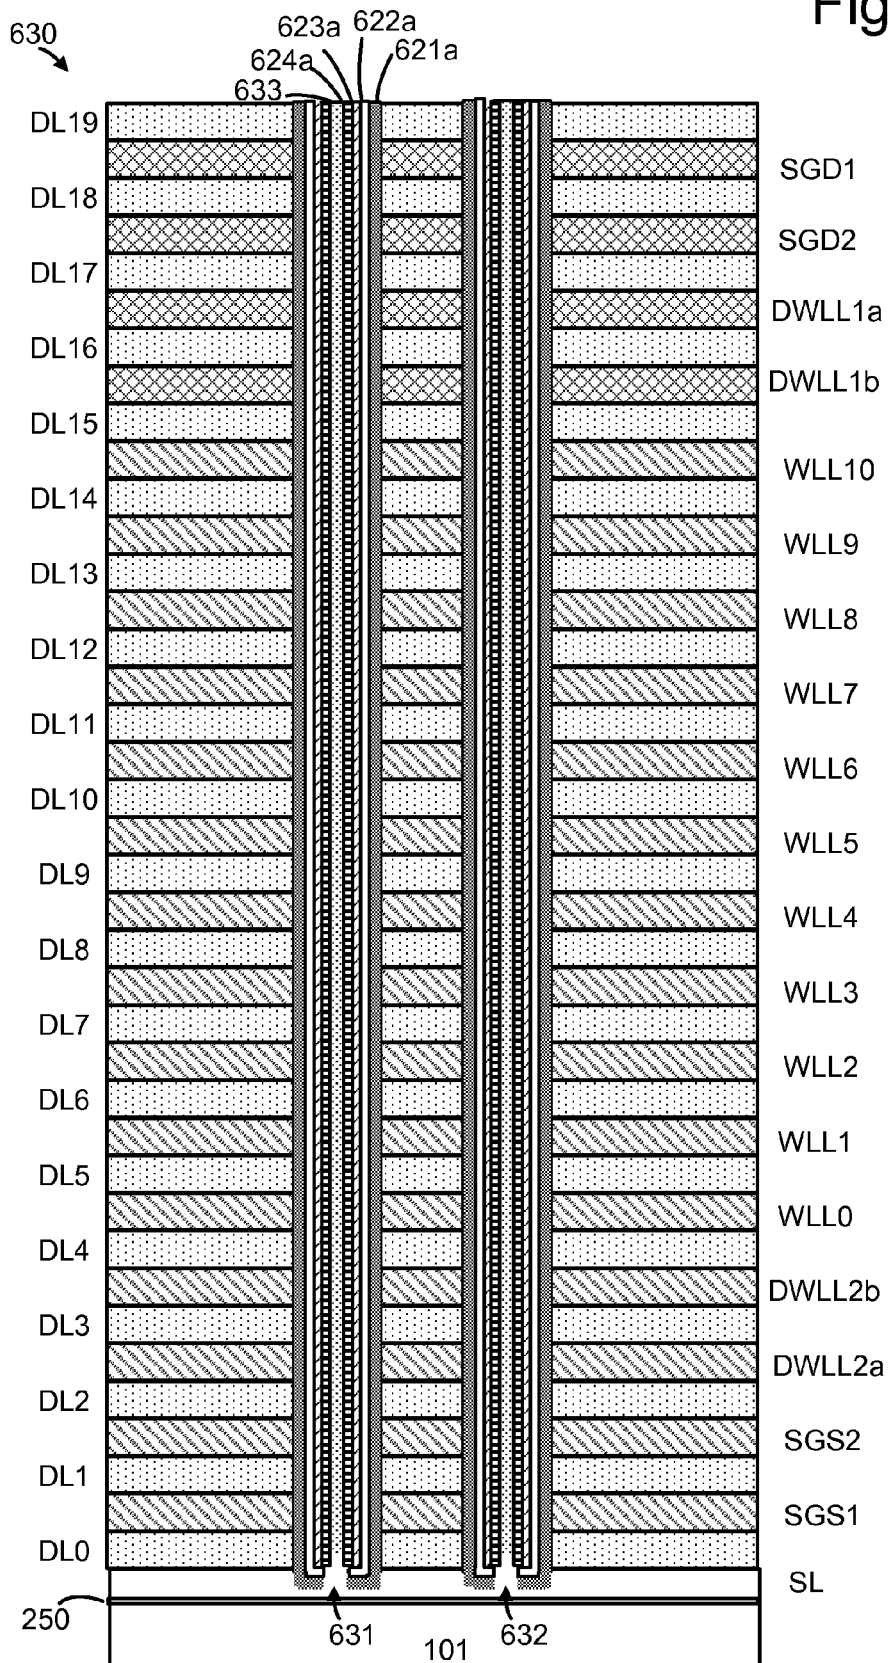 Fig
630
623a
622a
624a
621a
633
DL19
SGD1
DL18
SGD2
DL17
DWLL1a
DL16
DWLL1b
DL15
WLL10
DL14
WLL9
DL13
WLL8
DL12
WLL7
DL11
WLL6
DL10
WLL5
DL9
WLL4
DL8
WLL3
DL7
WLL2
DL6
WLL1
DL5
WLL0
DL4
DWLL2b
DL3
DWLL2a
DL2
SGS2
DL1
SGS1
DL0
SL
250
631
632
101